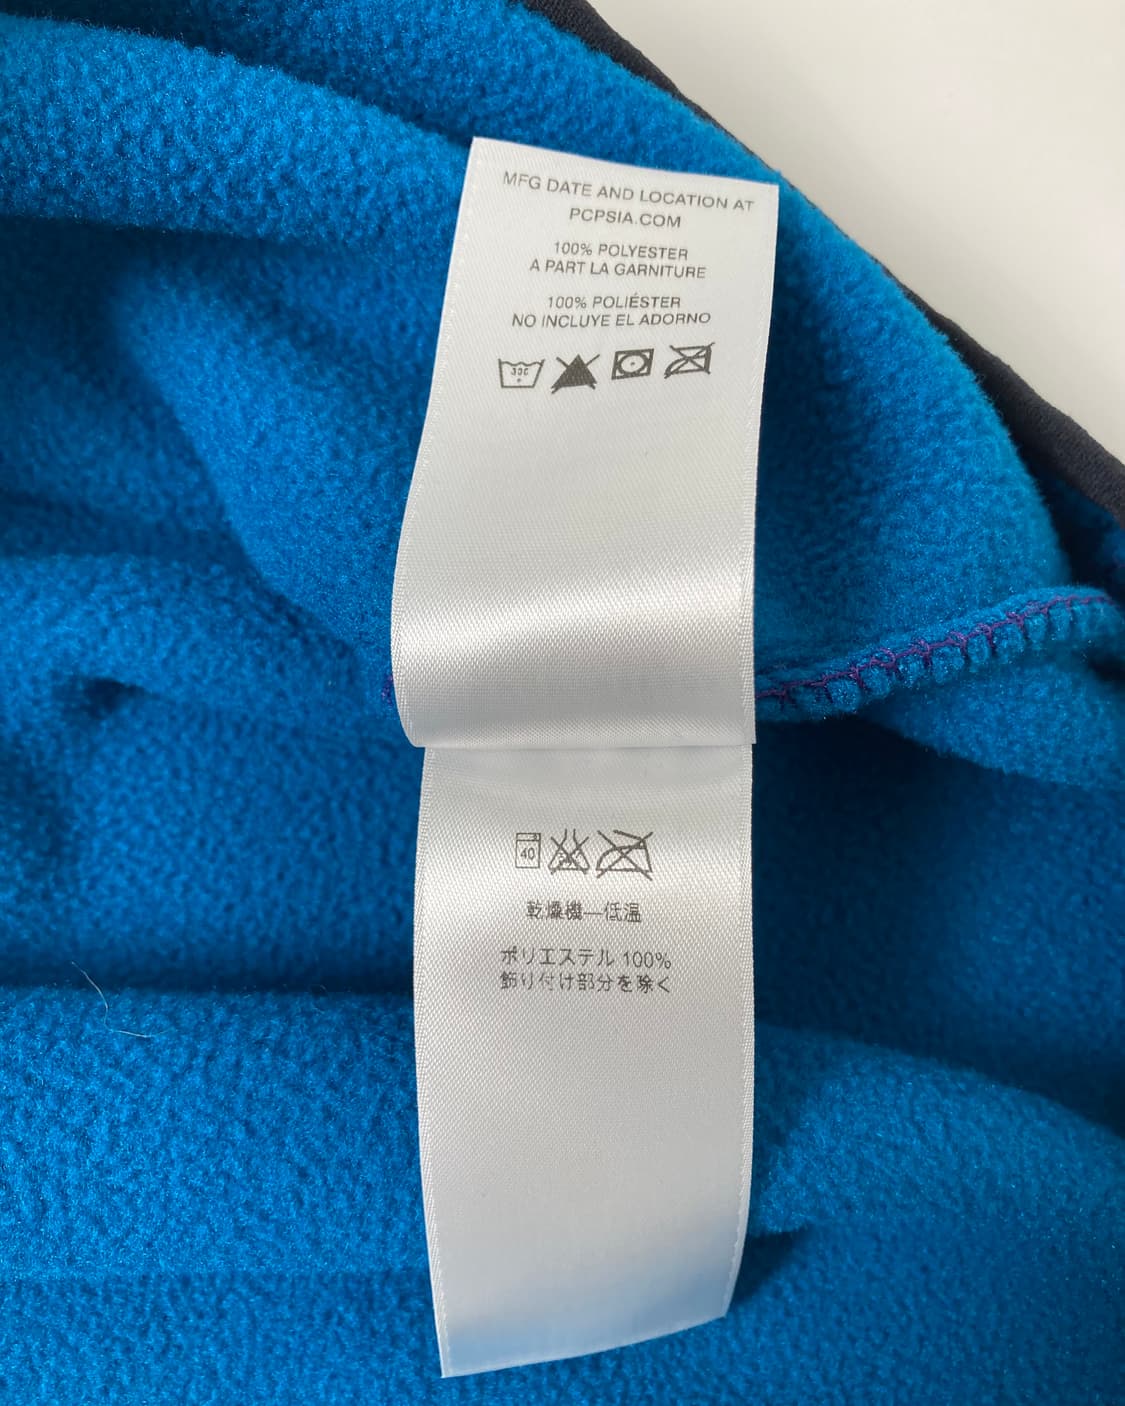 MFG DATE AND LOCATION AT
PCPSIA.COM
100% POLYESTER
A PART LA GARNITURE
100% POLIÉSTER
NO INCLUYE EL ADORNO
40
乾燥機—低温
ポリエステル 100%
飾り付け部分を除く